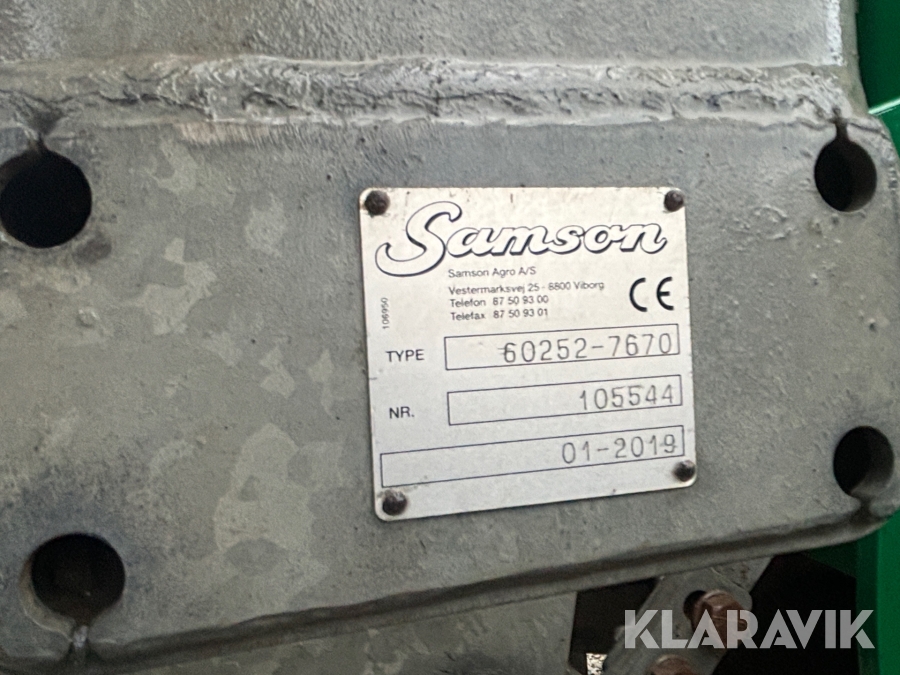 Samson
Samson Agro A/S
Vestermarksvej 25 - 8800 Viborg
Telefon 87 50 93 00
Telefax 87 50 93 01
CE
106950
TYPE 60252-7670
NR. 105544
01-2019
KLARAVIK